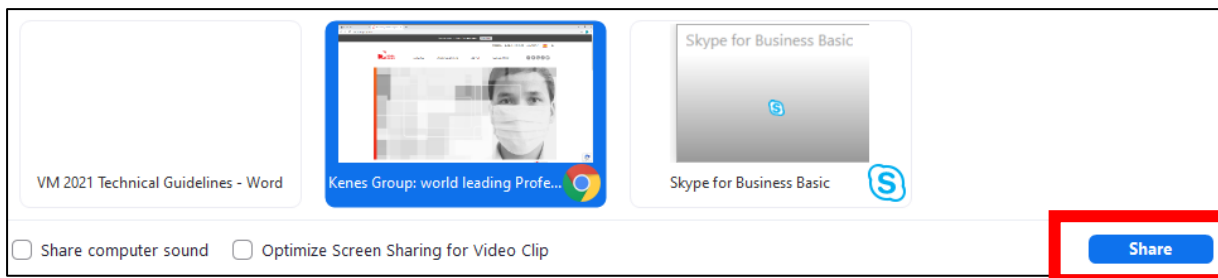 Skype for Business Basic
VM 2021 Technical Guidelines - Word
Kenes Group: world leading Profe...
Skype for Business Basic
Share computer sound
Optimize Screen Sharing for Video Clip
Share